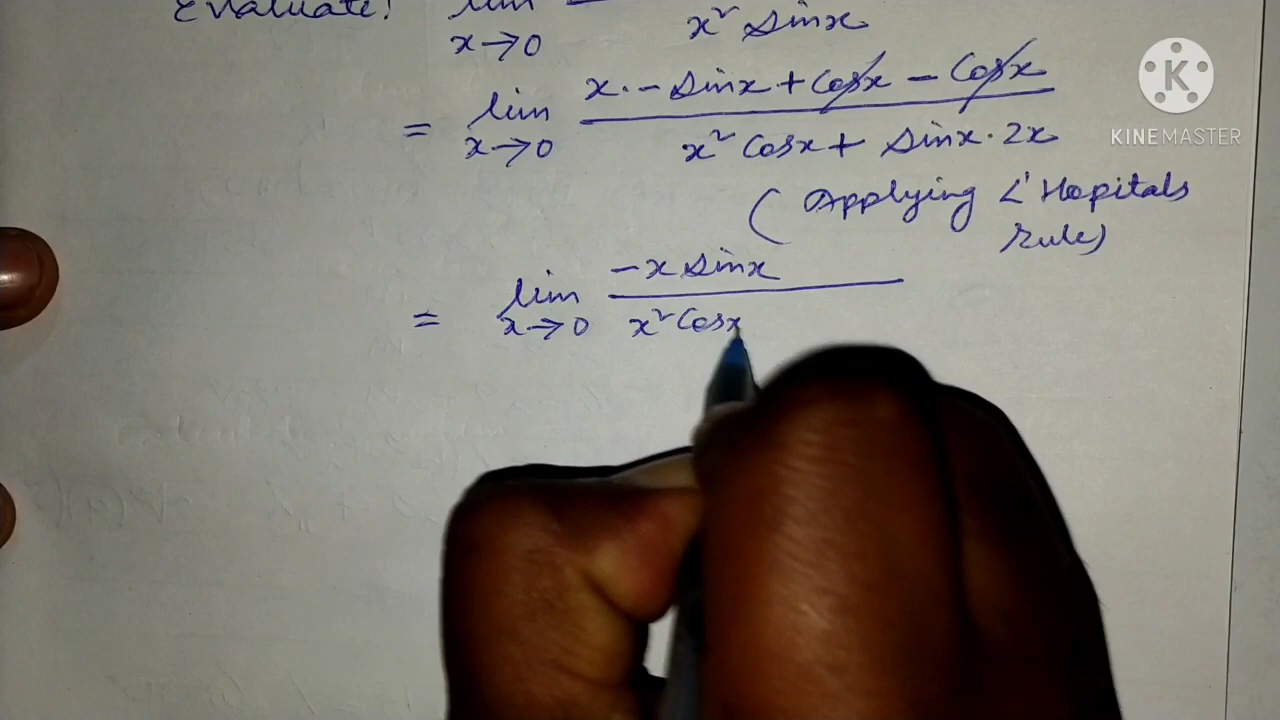 Evaluate: lim
x→0 x² sinx
= lim x→0 x·-sinx + cosx - cosx / x² cosx + sinx·2x
(Applying L'Hopitals
rule)
= lim x→0 -x sinx / x² cosx
KINEMASTER